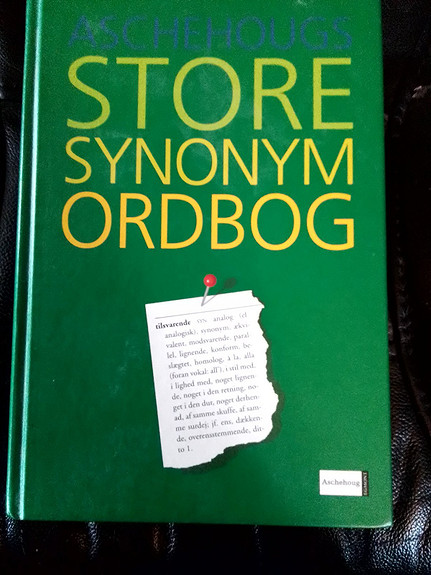 ASCHEHOUGS
STORE
SYNONYM
ORDBOG
tilsvarende syn. analog (el.
analogisk), synonym, ækvi-
valent, modsvarende, paral-
lel, lignende, konform, be-
slægtet, homolog, à la, alla
(foran vokal: all'), i stil med,
i lighed med, noget lignen-
de, noget i den retning, no-
get i den dur, noget derhen-
ad, af samme skuffe, af sam-
me surdej; jf. ens, dækken-
de, overensstemmende, dit-
to 1.
Aschehoug
EGMONT